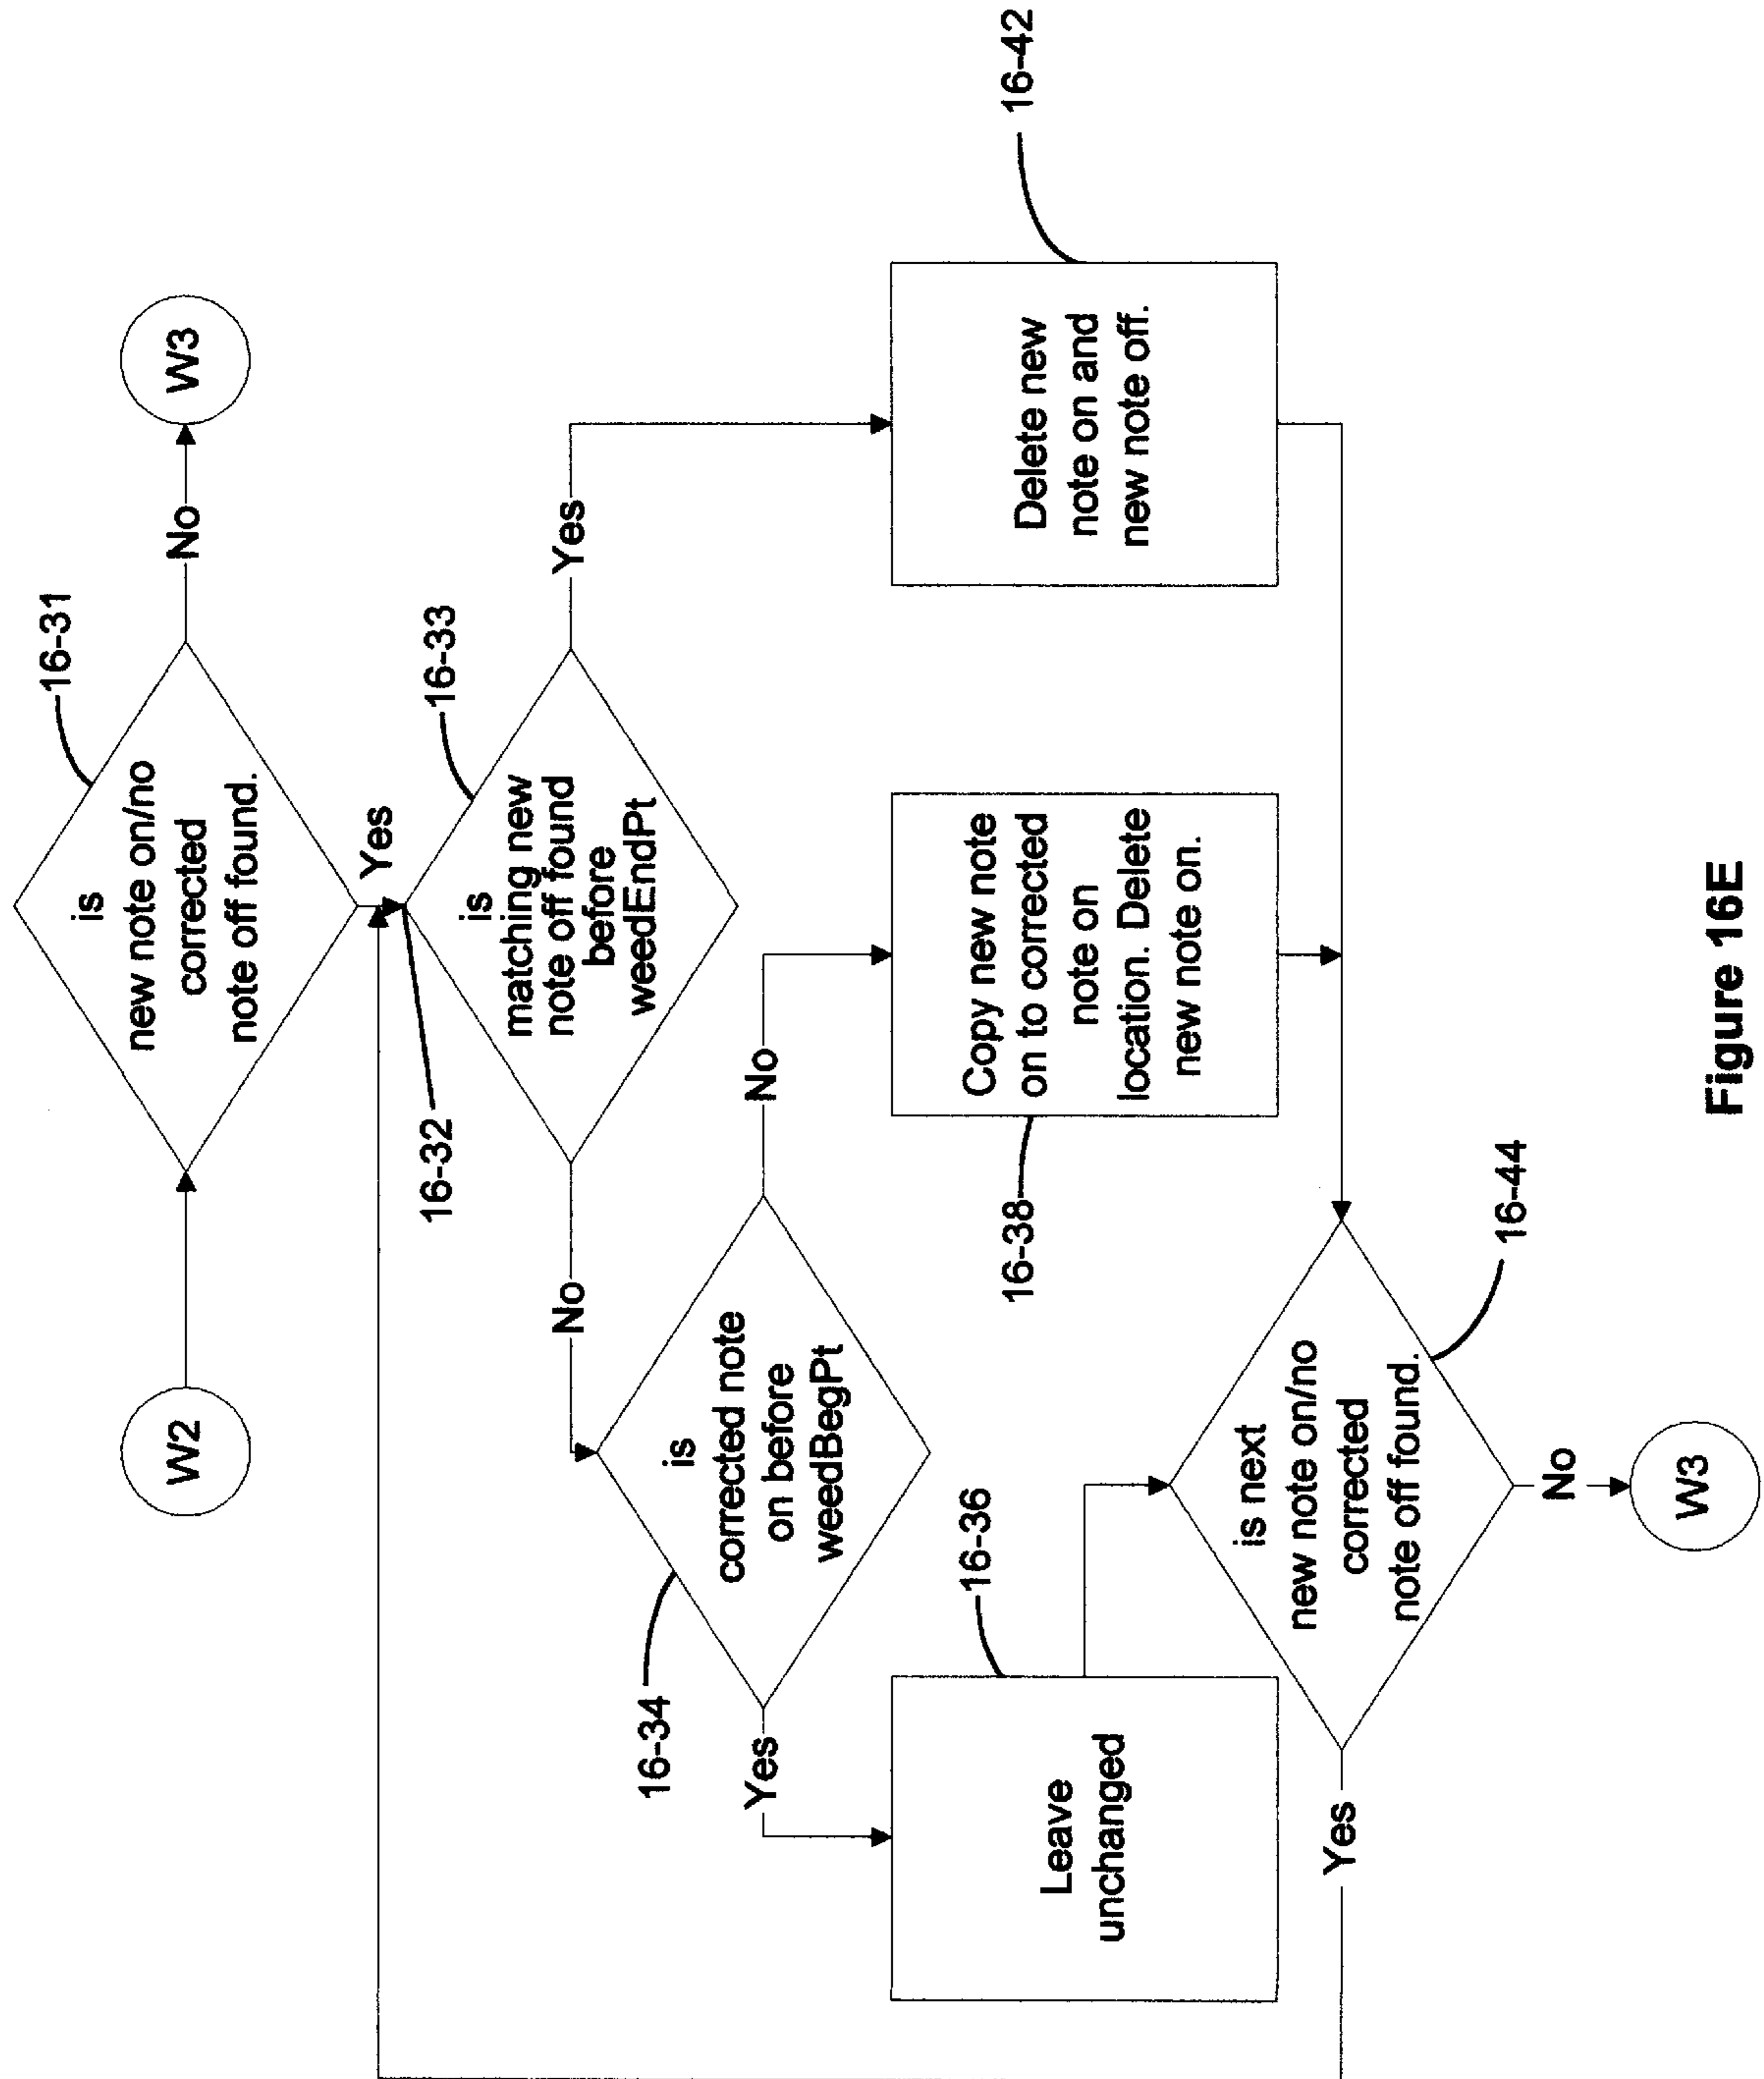 W2
is
new note on/no
corrected
note off found.
16-31
No
W3
Yes
16-32
is
matching new
note off found
before
weedEndPt
16-33
No
Yes
is
corrected note
on before
weedBegPt
16-34
Yes
No
Leave
unchanged
16-36
Copy new note
on to corrected
note on
location. Delete
new note on.
16-38
Delete new
note on and
new note off.
16-42
is next
new note on/no
corrected
note off found.
16-44
Yes
No
W3
Figure 16E